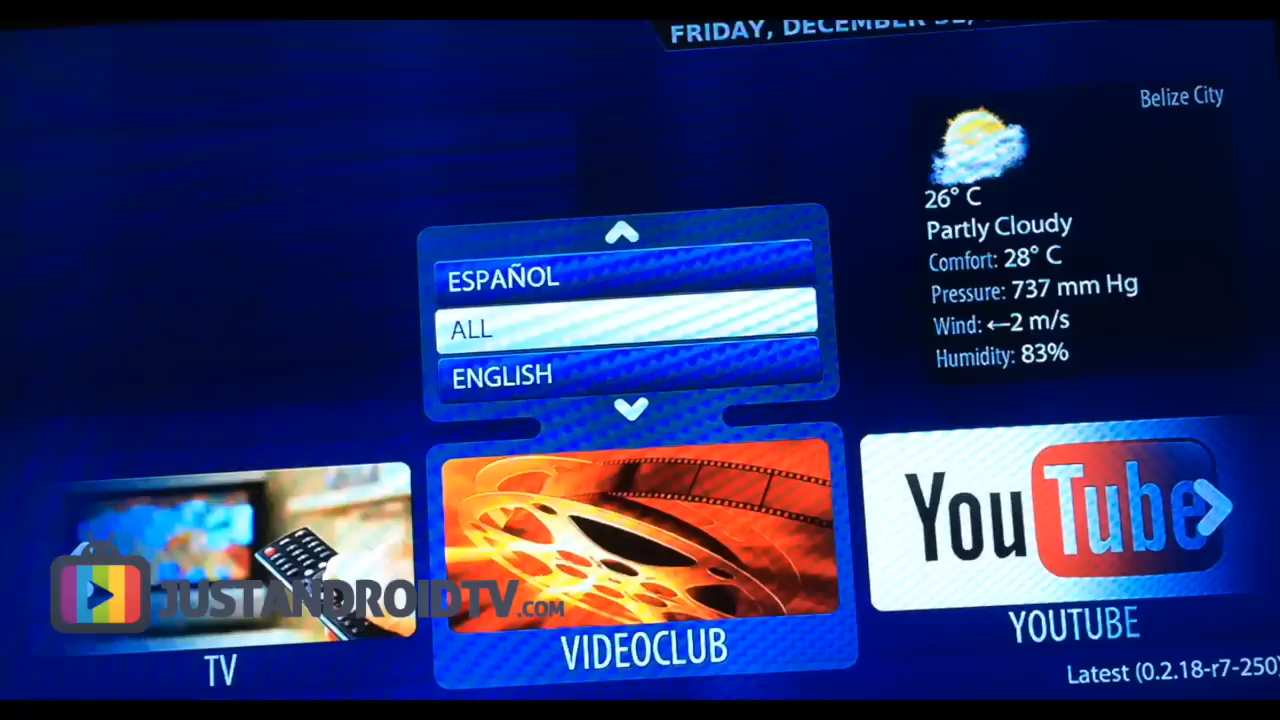 FRIDAY, DECEMBER
Belize City
26° C
Partly Cloudy
Comfort: 28° C
Pressure: 737 mm Hg
Wind: ←2 m/s
Humidity: 83%
ESPAÑOL
ALL
ENGLISH
YouTube
JUSTANDROIDTV.COM
TV
VIDEOCLUB
YOUTUBE
Latest (0.2.18-r7-250)